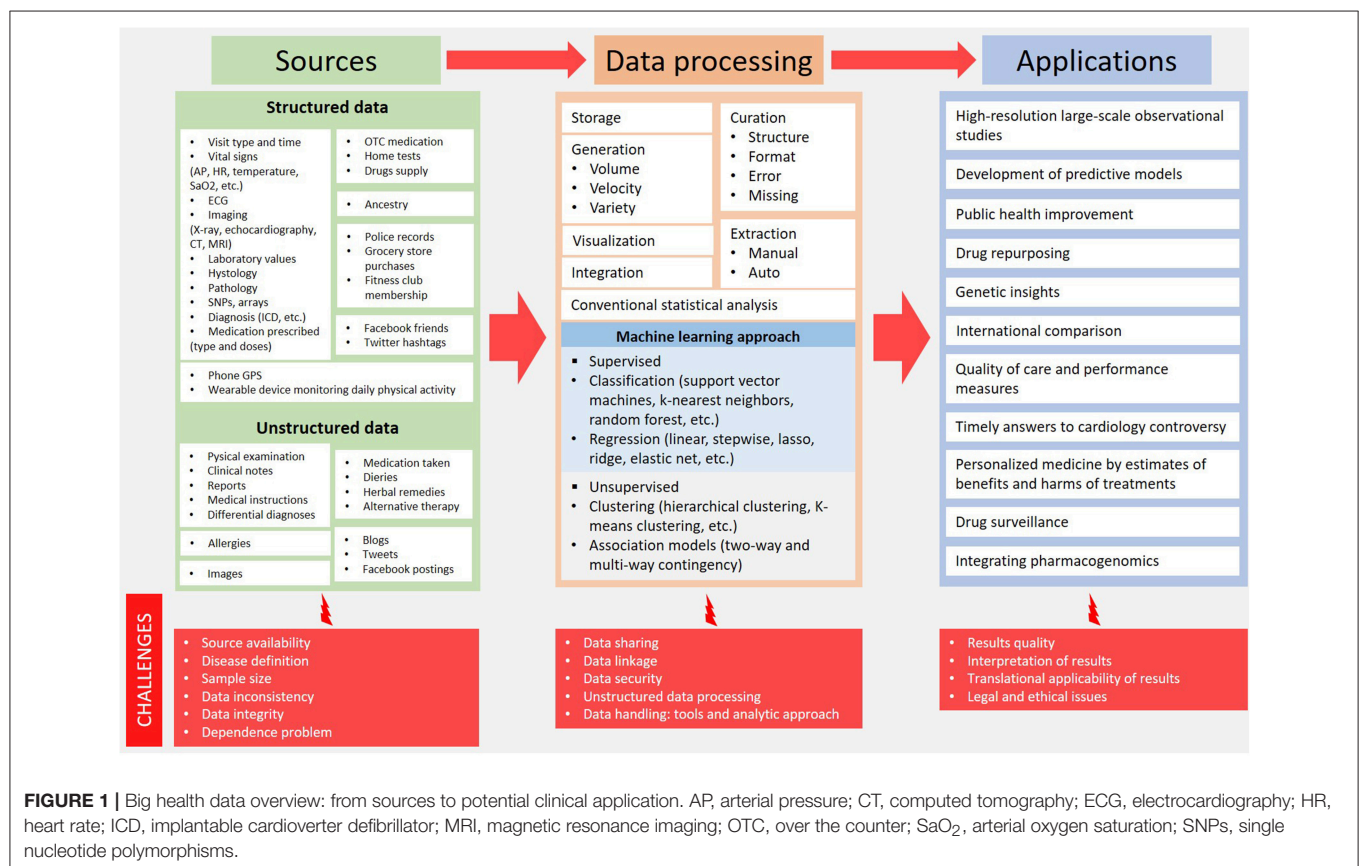 Sources
Data processing
Applications
Structured data
• Visit type and time
• Vital signs
(AP, HR, temperature,
SaO2, etc.)
• ECG
• Imaging
(X-ray, echocardiography,
CT, MRI)
• Laboratory values
• Hystology
• Pathology
• SNPs, arrays
• Diagnosis (ICD, etc.)
• Medication prescribed
(type and doses)
• OTC medication
• Home tests
• Drugs supply
• Ancestry
• Police records
• Grocery store
purchases
• Fitness club
membership
• Facebook friends
• Twitter hashtags
• Phone GPS
• Wearable device monitoring daily physical activity
Unstructured data
• Pysical examination
• Clinical notes
• Reports
• Medical instructions
• Differential diagnoses
• Allergies
• Images
• Medication taken
• Dieries
• Herbal remedies
• Alternative therapy
• Blogs
• Tweets
• Facebook postings
Storage
Generation
• Volume
• Velocity
• Variety
Visualization
Integration
Curation
• Structure
• Format
• Error
• Missing
Extraction
• Manual
• Auto
Conventional statistical analysis
Machine learning approach
▪ Supervised
• Classification (support vector
machines, k-nearest neighbors,
random forest, etc.)
• Regression (linear, stepwise, lasso,
ridge, elastic net, etc.)
▪ Unsupervised
• Clustering (hierarchical clustering, K-
means clustering, etc.)
• Association models (two-way and
multi-way contingency)
High-resolution large-scale observational
studies
Development of predictive models
Public health improvement
Drug repurposing
Genetic insights
International comparison
Quality of care and performance
measures
Timely answers to cardiology controversy
Personalized medicine by estimates of
benefits and harms of treatments
Drug surveillance
Integrating pharmacogenomics
CHALLENGES
• Source availability
• Disease definition
• Sample size
• Data inconsistency
• Data integrity
• Dependence problem
• Data sharing
• Data linkage
• Data security
• Unstructured data processing
• Data handling: tools and analytic approach
• Results quality
• Interpretation of results
• Translational applicability of results
• Legal and ethical issues
FIGURE 1 | Big health data overview: from sources to potential clinical application. AP, arterial pressure; CT, computed tomography; ECG, electrocardiography; HR,
heart rate; ICD, implantable cardioverter defibrillator; MRI, magnetic resonance imaging; OTC, over the counter; SaO₂, arterial oxygen saturation; SNPs, single
nucleotide polymorphisms.